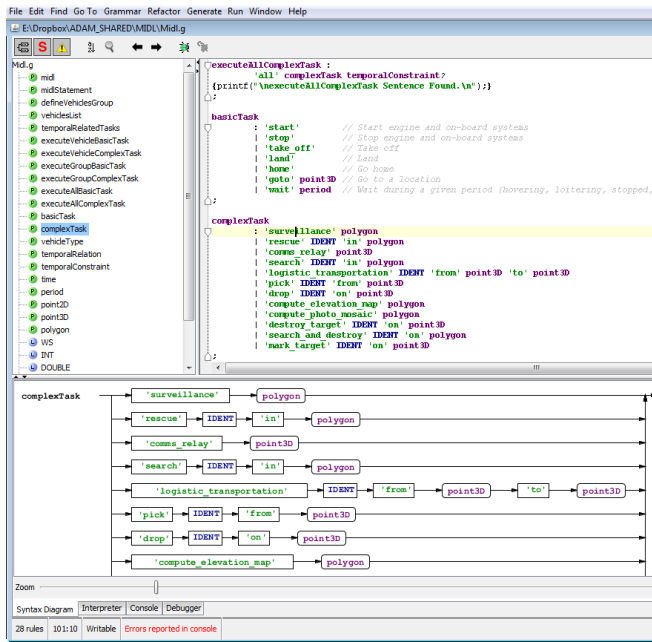 File Edit Find Go To Grammar Refactor Generate Run Window Help
E:\Dropbox\ADAM_SHARED\MIDL\Midl.g
S
Midl.g
P midl
P midlStatement
P defineVehiclesGroup
P vehiclesList
P temporalRelatedTasks
P executeVehicleBasicTask
P executeVehicleComplexTask
P executeGroupBasicTask
P executeGroupComplexTask
P executeAllBasicTask
P executeAllComplexTask
P basicTask
P complexTask
P vehicleType
P temporalRelation
P temporalConstraint
P time
P period
P point2D
P point3D
P polygon
L WS
L INT
L DOUBLE
executeAllComplexTask :
'all' complexTask temporalConstraint?
{printf("\nexecuteAllComplexTask Sentence Found.\n");}
;
basicTask
: 'start' // Start engine and on-board systems
| 'stop' // Stop engine and on-board systems
| 'take_off' // Take off
| 'land' // Land
| 'home' // Go home
| 'goto' point3D // Go to a location
| 'wait' period // Wait during a given period (hovering, loitering, stopped,
;
complexTask
: 'surveillance' polygon
| 'rescue' IDENT 'in' polygon
| 'comms_relay' point3D
| 'search' IDENT 'in' polygon
| 'logistic_transportation' IDENT 'from' point3D 'to' point3D
| 'pick' IDENT 'from' point3D
| 'drop' IDENT 'on' point3D
| 'compute_elevation_map' polygon
| 'compute_photo_mosaic' polygon
| 'destroy_target' IDENT 'on' point3D
| 'search_and_destroy' IDENT 'on' polygon
| 'mark_target' IDENT 'on' point3D
;
complexTask 'surveillance' polygon
'rescue' IDENT 'in' polygon
'comms_relay' point3D
'search' IDENT 'in' polygon
'logistic_transportation' IDENT 'from' point3D 'to' point3D
'pick' IDENT 'from' point3D
'drop' IDENT 'on' point3D
'compute_elevation_map' polygon
Zoom
Syntax Diagram Interpreter Console Debugger
28 rules 101:10 Writable Errors reported in console